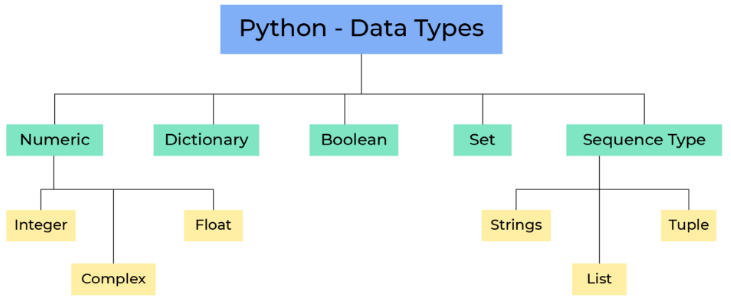 Python - Data Types
Numeric
Dictionary
Boolean
Set
Sequence Type
Integer
Float
Strings
Tuple
Complex
List